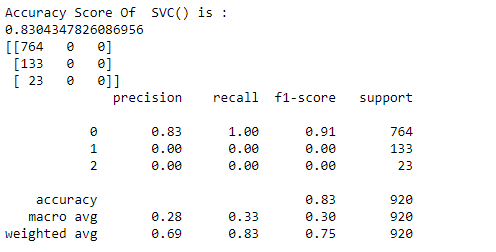 Accuracy Score Of  SVC() is :
0.8304347826086956
[[764   0   0]
 [133   0   0]
 [ 23   0   0]]
              precision    recall  f1-score   support

           0       0.83      1.00      0.91       764
           1       0.00      0.00      0.00       133
           2       0.00      0.00      0.00        23

    accuracy                           0.83       920
   macro avg       0.28      0.33      0.30       920
weighted avg       0.69      0.83      0.75       920